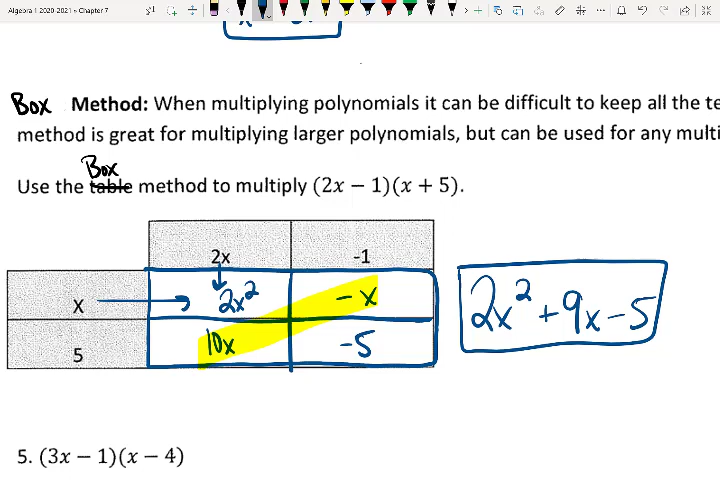 Algebra 1 2020-2021 » Chapter 7
Box Method: When multiplying polynomials it can be difficult to keep all the te
method is great for multiplying larger polynomials, but can be used for any multi
Box
Use the table method to multiply (2x − 1)(x + 5).
2x -1
x 2x² -x
5 10x -5
2x² + 9x - 5
5. (3x − 1)(x − 4)